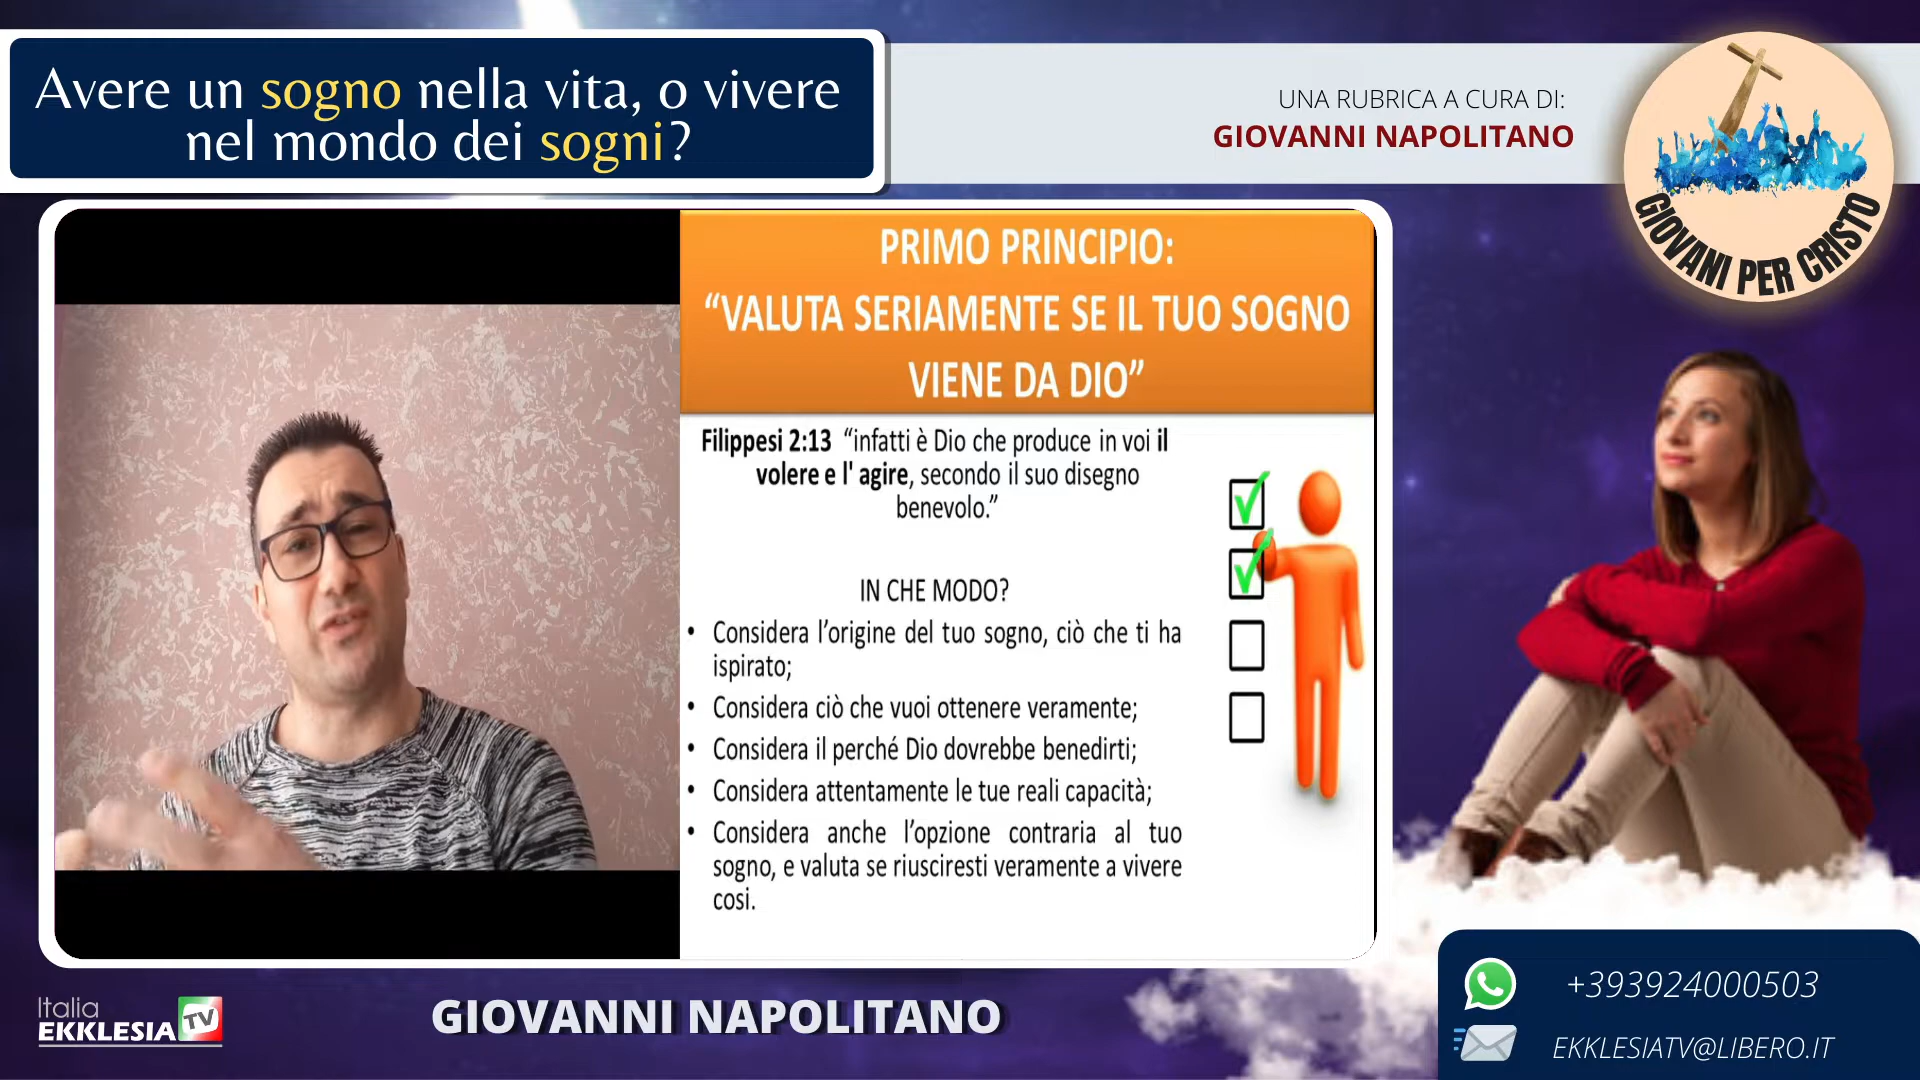 Avere un sogno nella vita, o vivere
nel mondo dei sogni?
UNA RUBRICA A CURA DI:
GIOVANNI NAPOLITANO
GIOVANI PER CRISTO
PRIMO PRINCIPIO:
“VALUTA SERIAMENTE SE IL TUO SOGNO
VIENE DA DIO”
Filippesi 2:13 “infatti è Dio che produce in voi il
volere e l' agire, secondo il suo disegno
benevolo.”
IN CHE MODO?
• Considera l’origine del tuo sogno, ciò che ti ha
ispirato;
• Considera ciò che vuoi ottenere veramente;
• Considera il perché Dio dovrebbe benedirti;
• Considera attentamente le tue reali capacità;
• Considera anche l’opzione contraria al tuo
sogno, e valuta se riusciresti veramente a vivere
cosi.
Italia
EKKLESIA TV
GIOVANNI NAPOLITANO
+393924000503
EKKLESIATV@LIBERO.IT